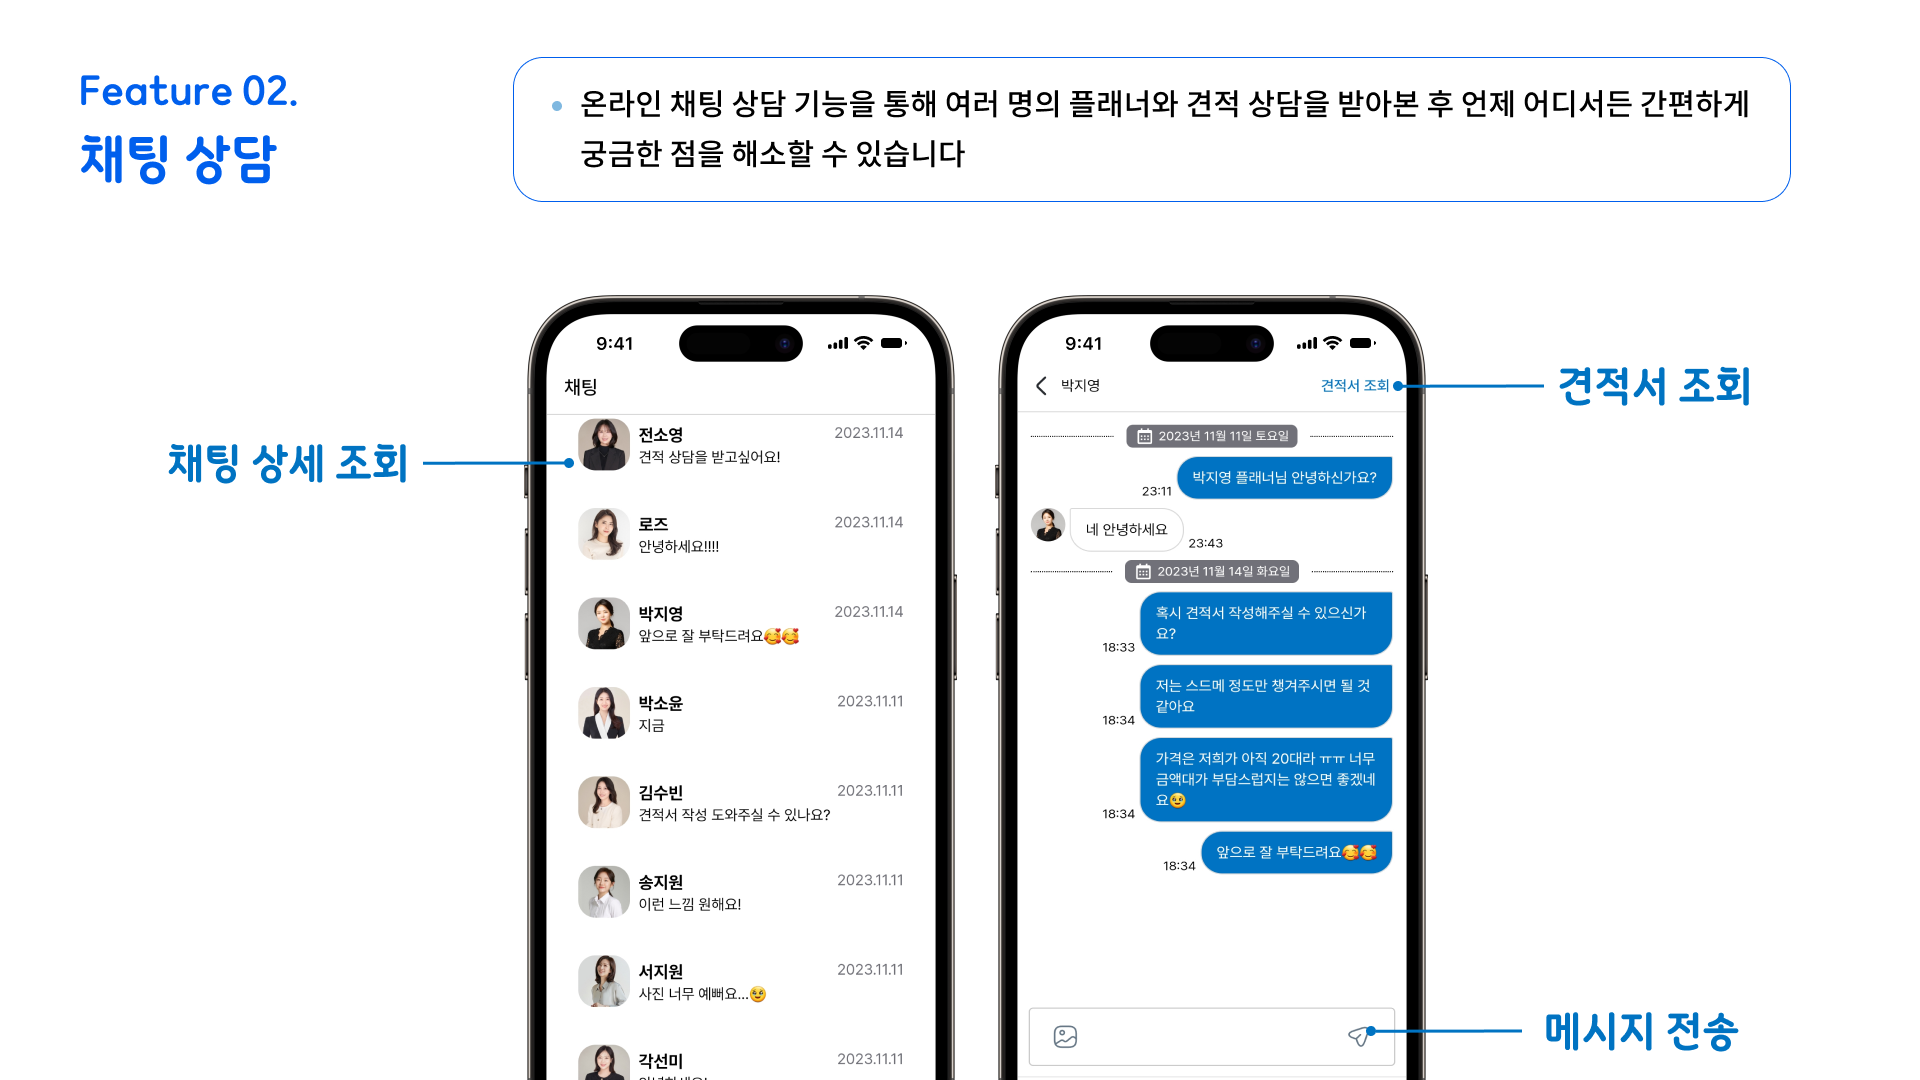 Feature 02.
채팅 상담
온라인 채팅 상담 기능을 통해 여러 명의 플래너와 견적 상담을 받아본 후 언제 어디서든 간편하게
궁금한 점을 해소할 수 있습니다
채팅 상세 조회
9:41
채팅
전소영
2023.11.14
견적 상담을 받고싶어요!
로즈
2023.11.14
안녕하세요!!!!
박지영
2023.11.14
앞으로 잘 부탁드려요🥰🥰
박소윤
2023.11.11
지금
김수빈
2023.11.11
견적서 작성 도와주실 수 있나요?
송지원
2023.11.11
이런 느낌 원해요!
서지원
2023.11.11
사진 너무 예뻐요...🥹
각선미
2023.11.11
9:41
박지영
견적서 조회
견적서 조회
2023년 11월 11일 토요일
박지영 플래너님 안녕하신가요?
23:11
네 안녕하세요
23:43
2023년 11월 14일 화요일
혹시 견적서 작성해주실 수 있으신가
요?
18:33
저는 스드메 정도만 챙겨주시면 될 것
같아요
18:34
가격은 저희가 아직 20대라 ㅠㅠ 너무
금액대가 부담스럽지는 않으면 좋겠네
요🥹
18:34
앞으로 잘 부탁드려요🥰🥰
18:34
메시지 전송